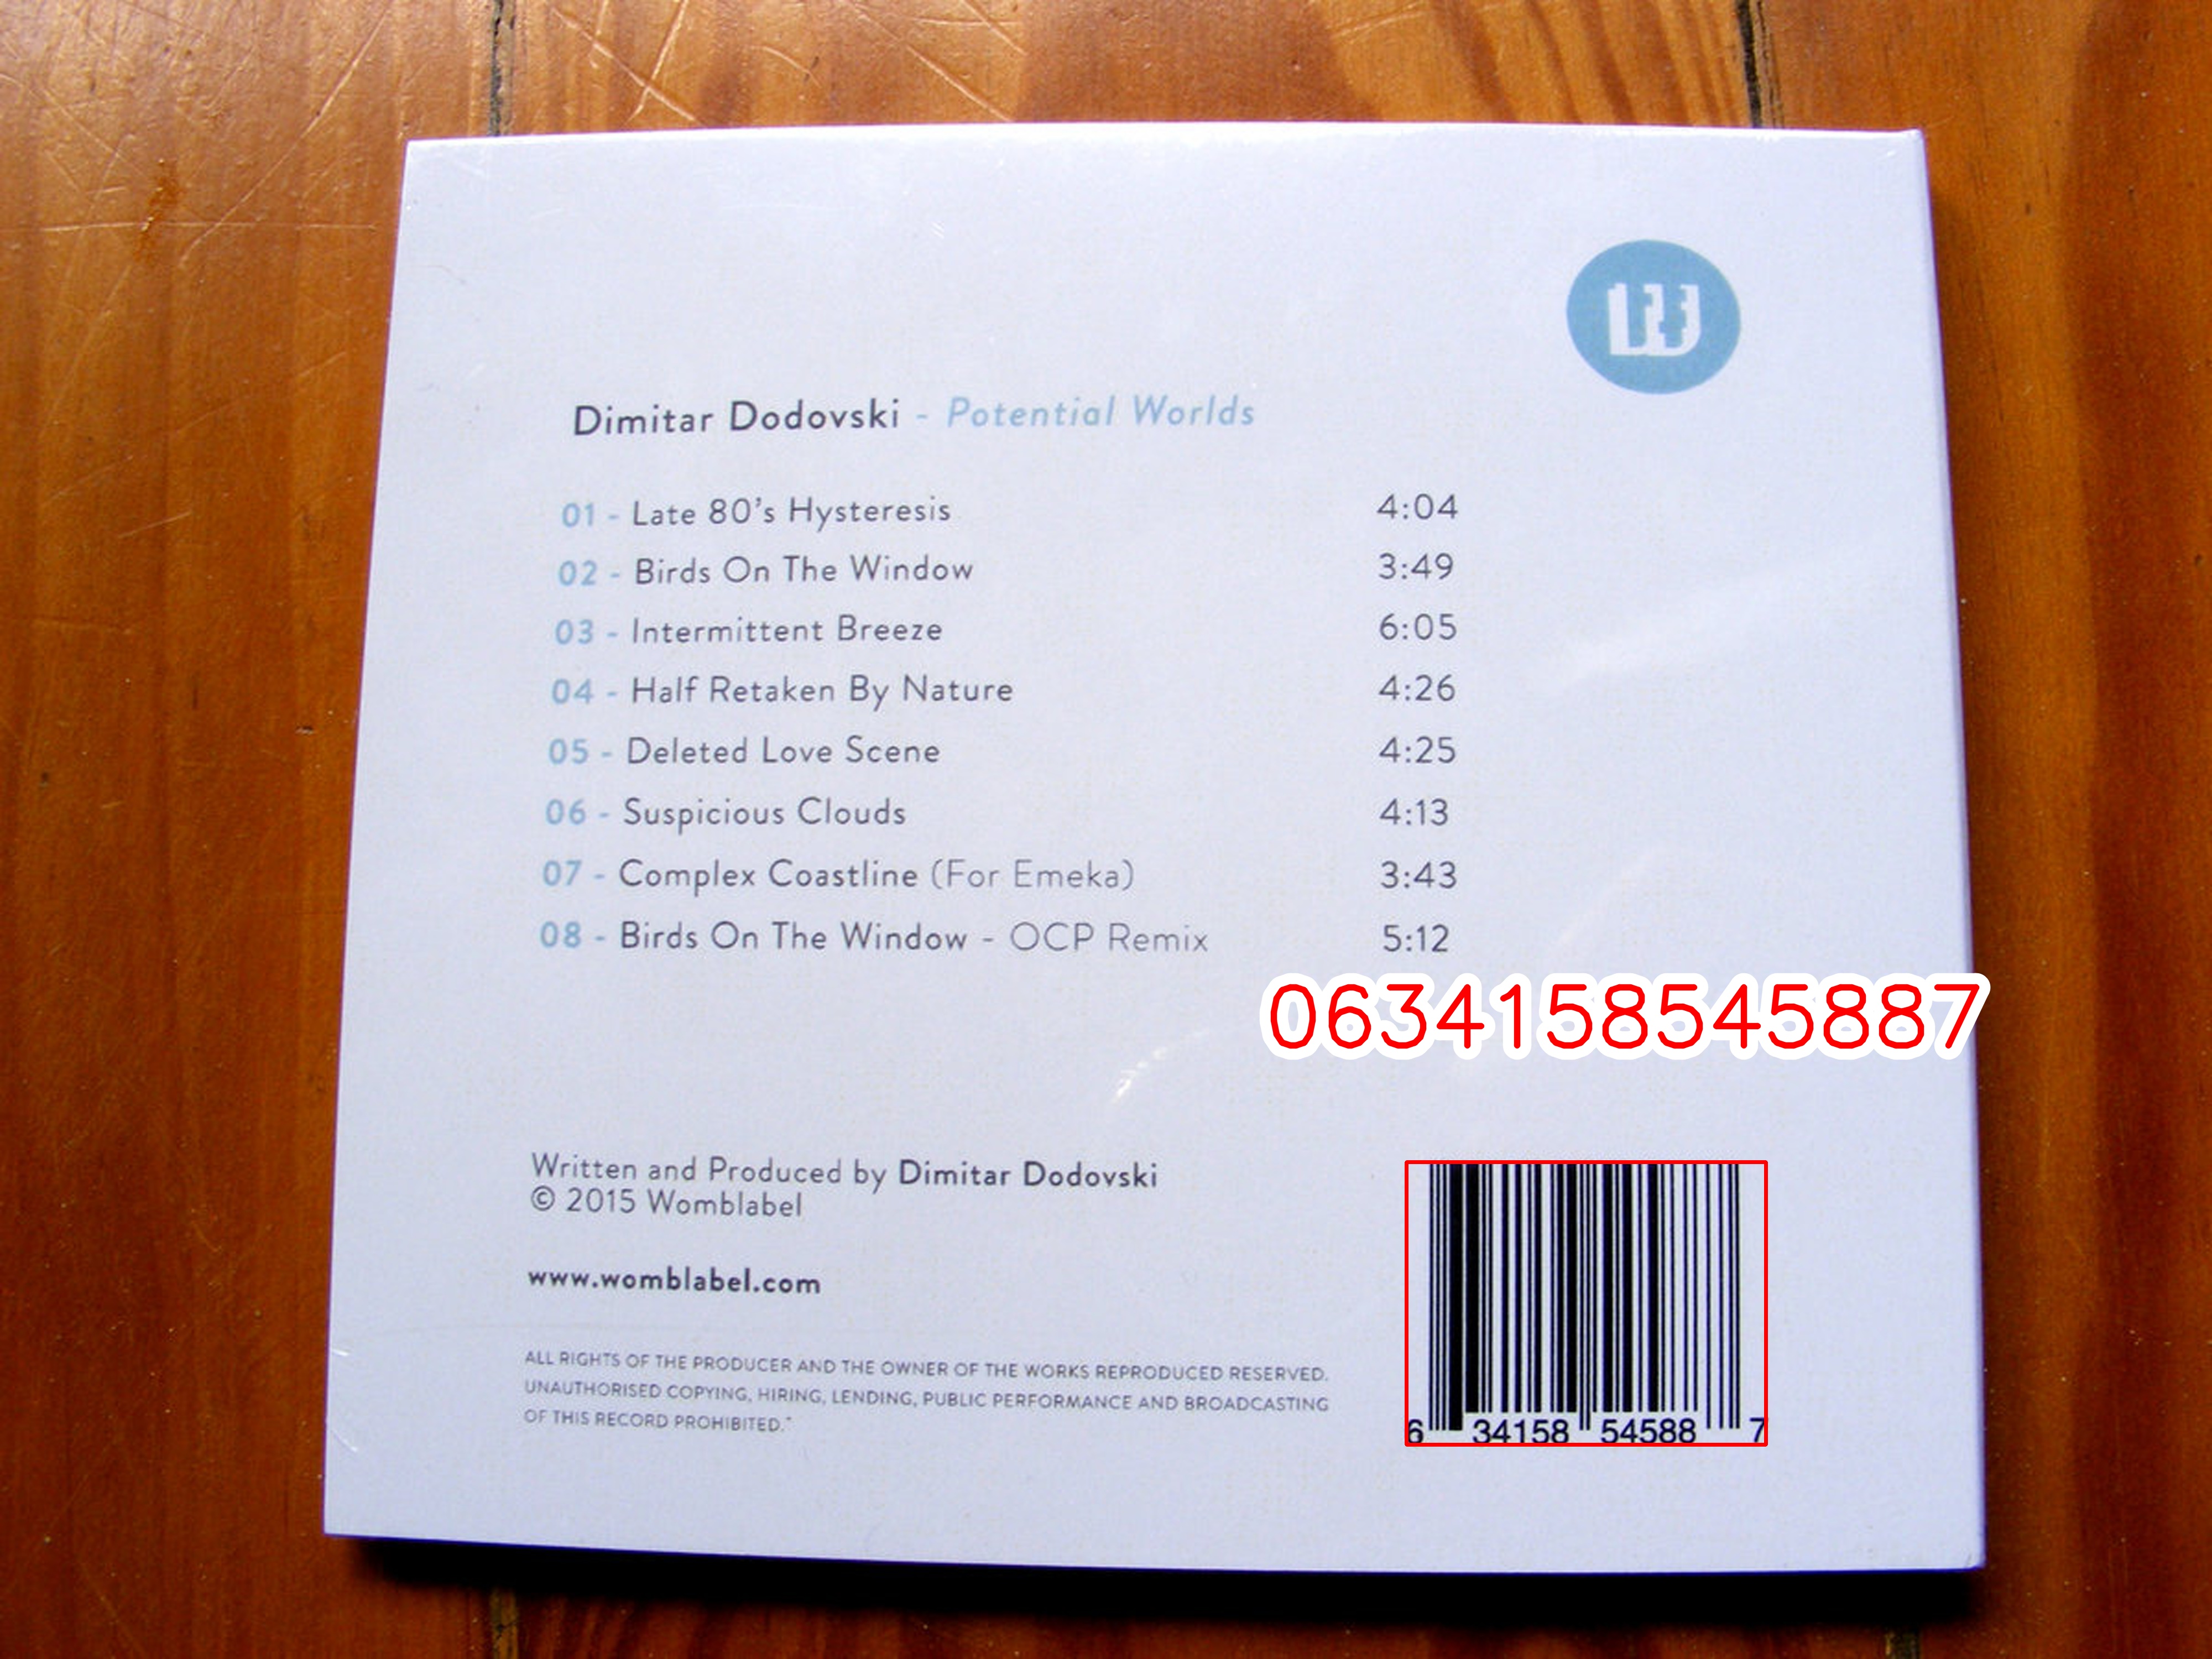 Dimitar Dodovski - Potential Worlds
01 - Late 80's Hysteresis 4:04
02 - Birds On The Window 3:49
03 - Intermittent Breeze 6:05
04 - Half Retaken By Nature 4:26
05 - Deleted Love Scene 4:25
06 - Suspicious Clouds 4:13
07 - Complex Coastline (For Emeka) 3:43
08 - Birds On The Window - OCP Remix 5:12
0634158545887
Written and Produced by Dimitar Dodovski
© 2015 Womblabel
www.womblabel.com
ALL RIGHTS OF THE PRODUCER AND THE OWNER OF THE WORKS REPRODUCED RESERVED.
UNAUTHORISED COPYING, HIRING, LENDING, PUBLIC PERFORMANCE AND BROADCASTING
OF THIS RECORD PROHIBITED."
6 34158 54588 7